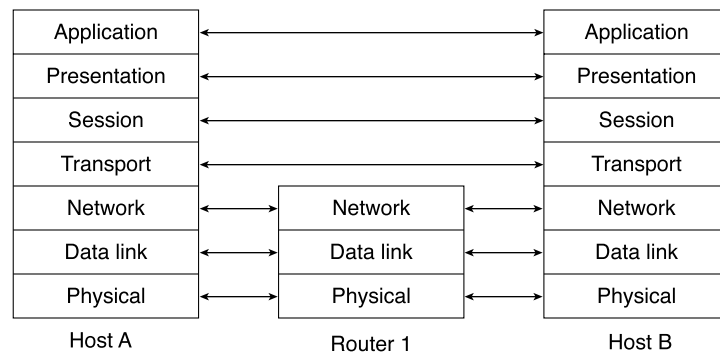 Application
Application
Presentation
Presentation
Session
Session
Transport
Transport
Network
Network
Network
Data link
Data link
Data link
Physical
Physical
Physical
Host A
Router 1
Host B